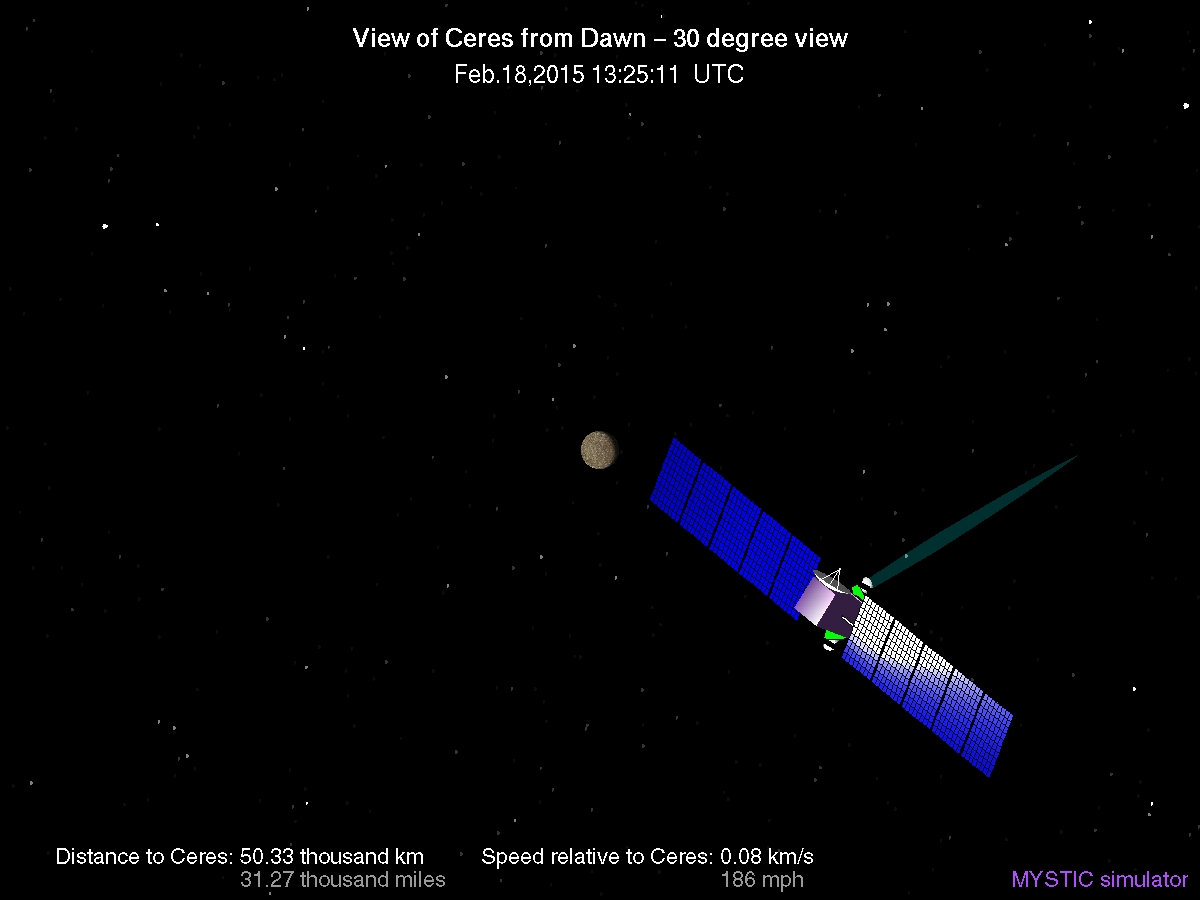 View of Ceres from Dawn – 30 degree view
Feb.18,2015 13:25:11 UTC
Distance to Ceres: 50.33 thousand km Speed relative to Ceres: 0.08 km/s
31.27 thousand miles 186 mph
MYSTIC simulator